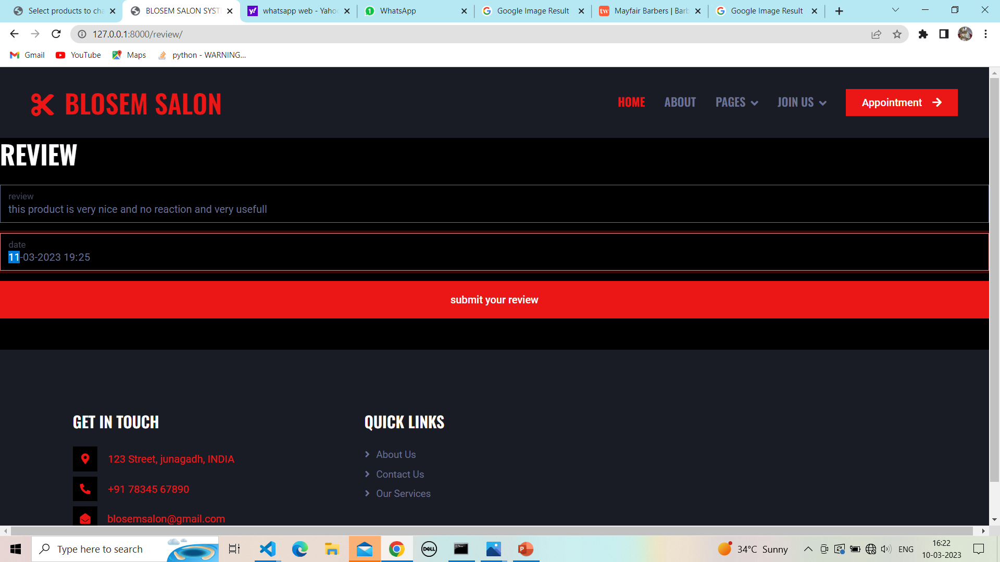 Select products to cha
BLOSEM SALON SYSTE
whatsapp web - Yahoo
WhatsApp
Google Image Result
Mayfair Barbers | Barb
Google Image Result
127.0.0.1:8000/review/
Gmail
YouTube
Maps
python - WARNING...
BLOSEM SALON
HOME
ABOUT
PAGES
JOIN US
Appointment
REVIEW
review
this product is very nice and no reaction and very usefull
date
11-03-2023 19:25
submit your review
GET IN TOUCH
123 Street, junagadh, INDIA
+91 78345 67890
blosemsalon@gmail.com
QUICK LINKS
About Us
Contact Us
Our Services
Type here to search
DELL
34°C Sunny
ENG
16:22
10-03-2023